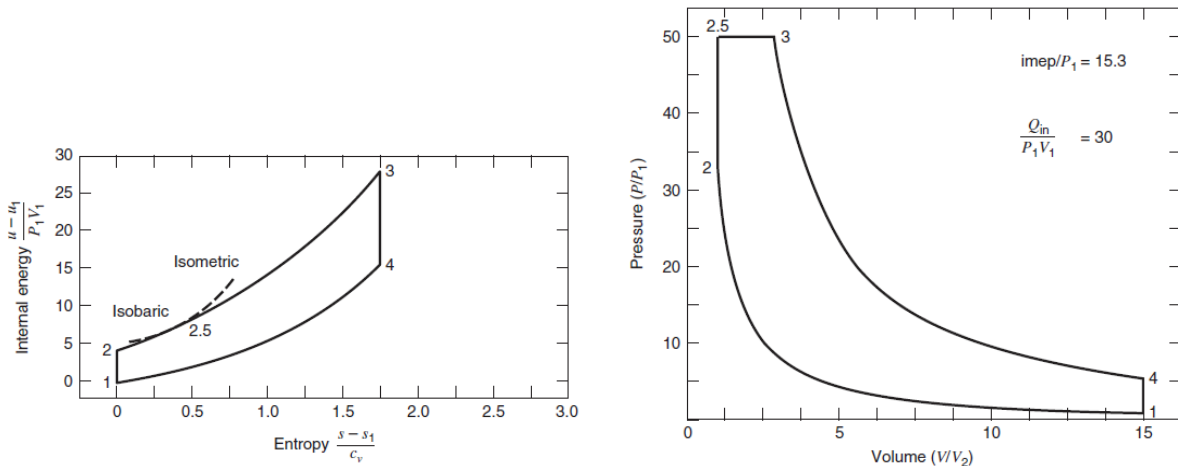 30
25
20
15
10
5
0
Internal energy
u − u₁
P₁V₁
Isometric
Isobaric
1
2
2.5
3
4
0
0.5
1.0
1.5
2.0
2.5
3.0
Entropy
s − s₁
cᵥ
50
40
30
20
10
0
Pressure (P/P₁)
2.5
3
imep/P₁ = 15.3
Qin
= 30
P₁V₁
2
4
1
0
5
10
15
Volume (V/V₂)